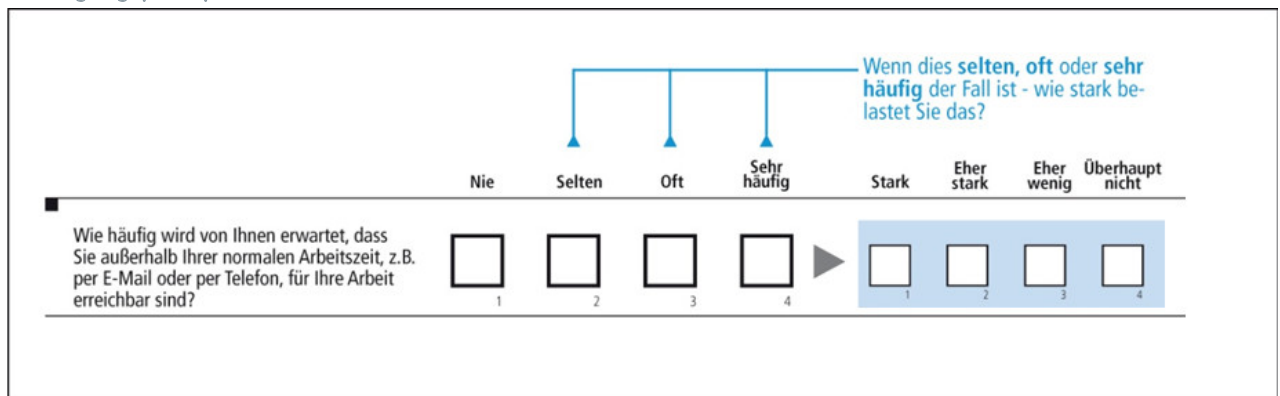 Wenn dies selten, oft oder sehr
häufig der Fall ist - wie stark be-
lastet Sie das?
Nie Selten Oft Sehr häufig Stark Eher stark Eher wenig Überhaupt nicht
Wie häufig wird von Ihnen erwartet, dass
Sie außerhalb Ihrer normalen Arbeitszeit, z.B.
per E-Mail oder per Telefon, für Ihre Arbeit
erreichbar sind?
1 2 3 4 1 2 3 4